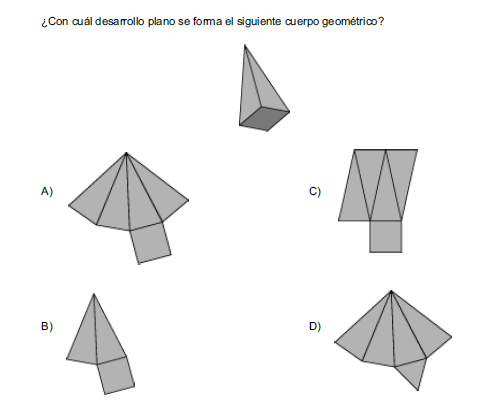 ¿Con cuál desarrollo plano se forma el siguiente cuerpo geométrico?
A)
C)
B)
D)